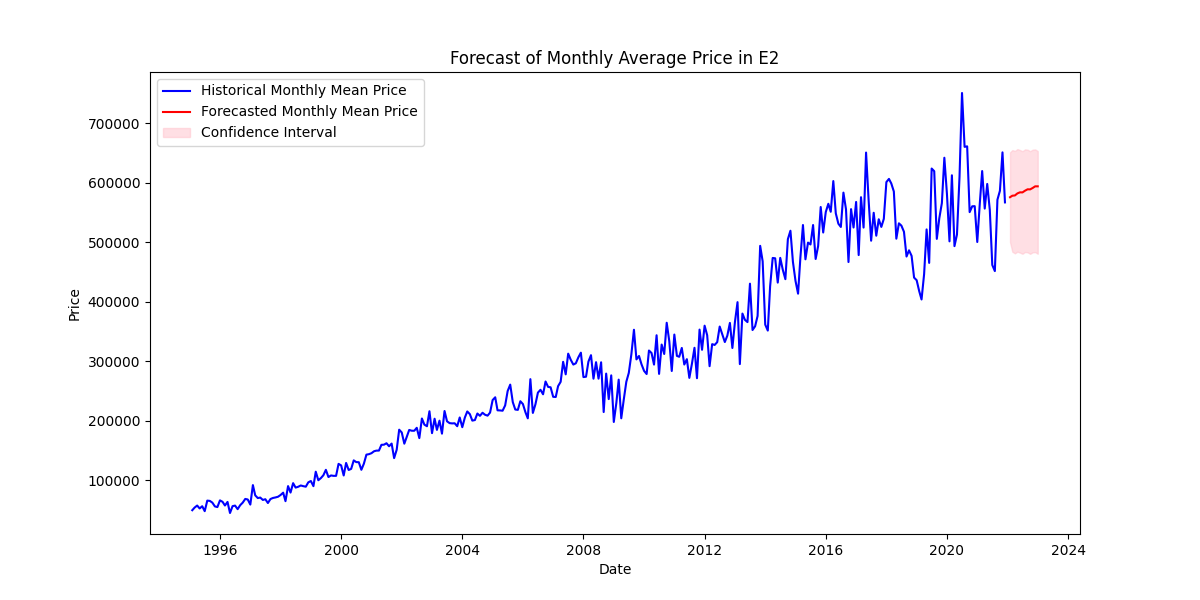 Forecast of Monthly Average Price in E2
Historical Monthly Mean Price
Forecasted Monthly Mean Price
Confidence Interval
Price
700000
600000
500000
400000
300000
200000
100000
1996 2000 2004 2008 2012 2016 2020 2024
Date